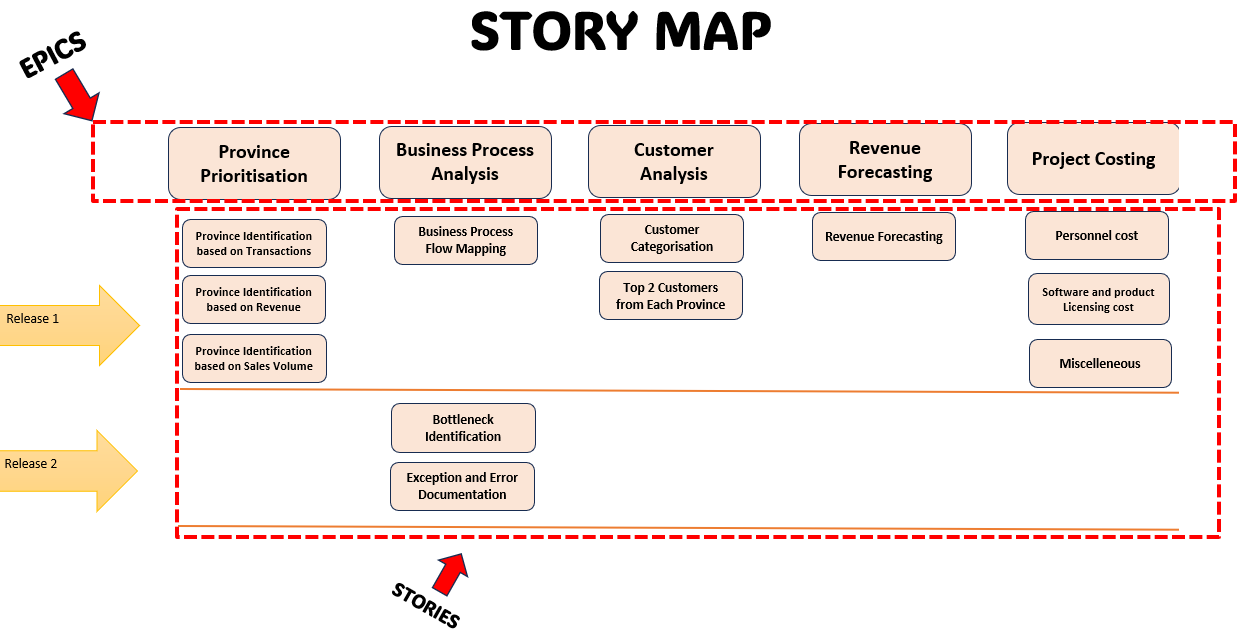 STORY MAP
EPICS
Province
Prioritisation
Business Process
Analysis
Customer
Analysis
Revenue
Forecasting
Project Costing
Release 1
Province Identification
based on Transactions
Province Identification
based on Revenue
Province Identification
based on Sales Volume
Business Process
Flow Mapping
Customer
Categorisation
Top 2 Customers
from Each Province
Revenue Forecasting
Personnel cost
Software and product
Licensing cost
Miscelleneous
Release 2
Bottleneck
Identification
Exception and Error
Documentation
STORIES